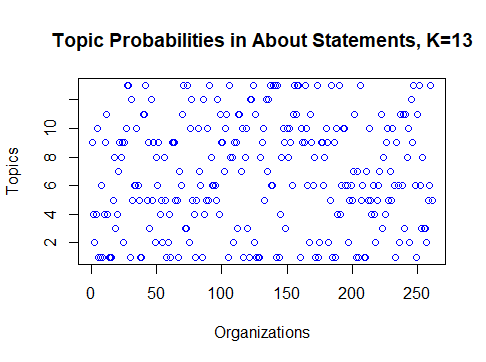 Topic Probabilities in About Statements, K=13
Topics
10
8
6
4
2
0 50 100 150 200 250
Organizations